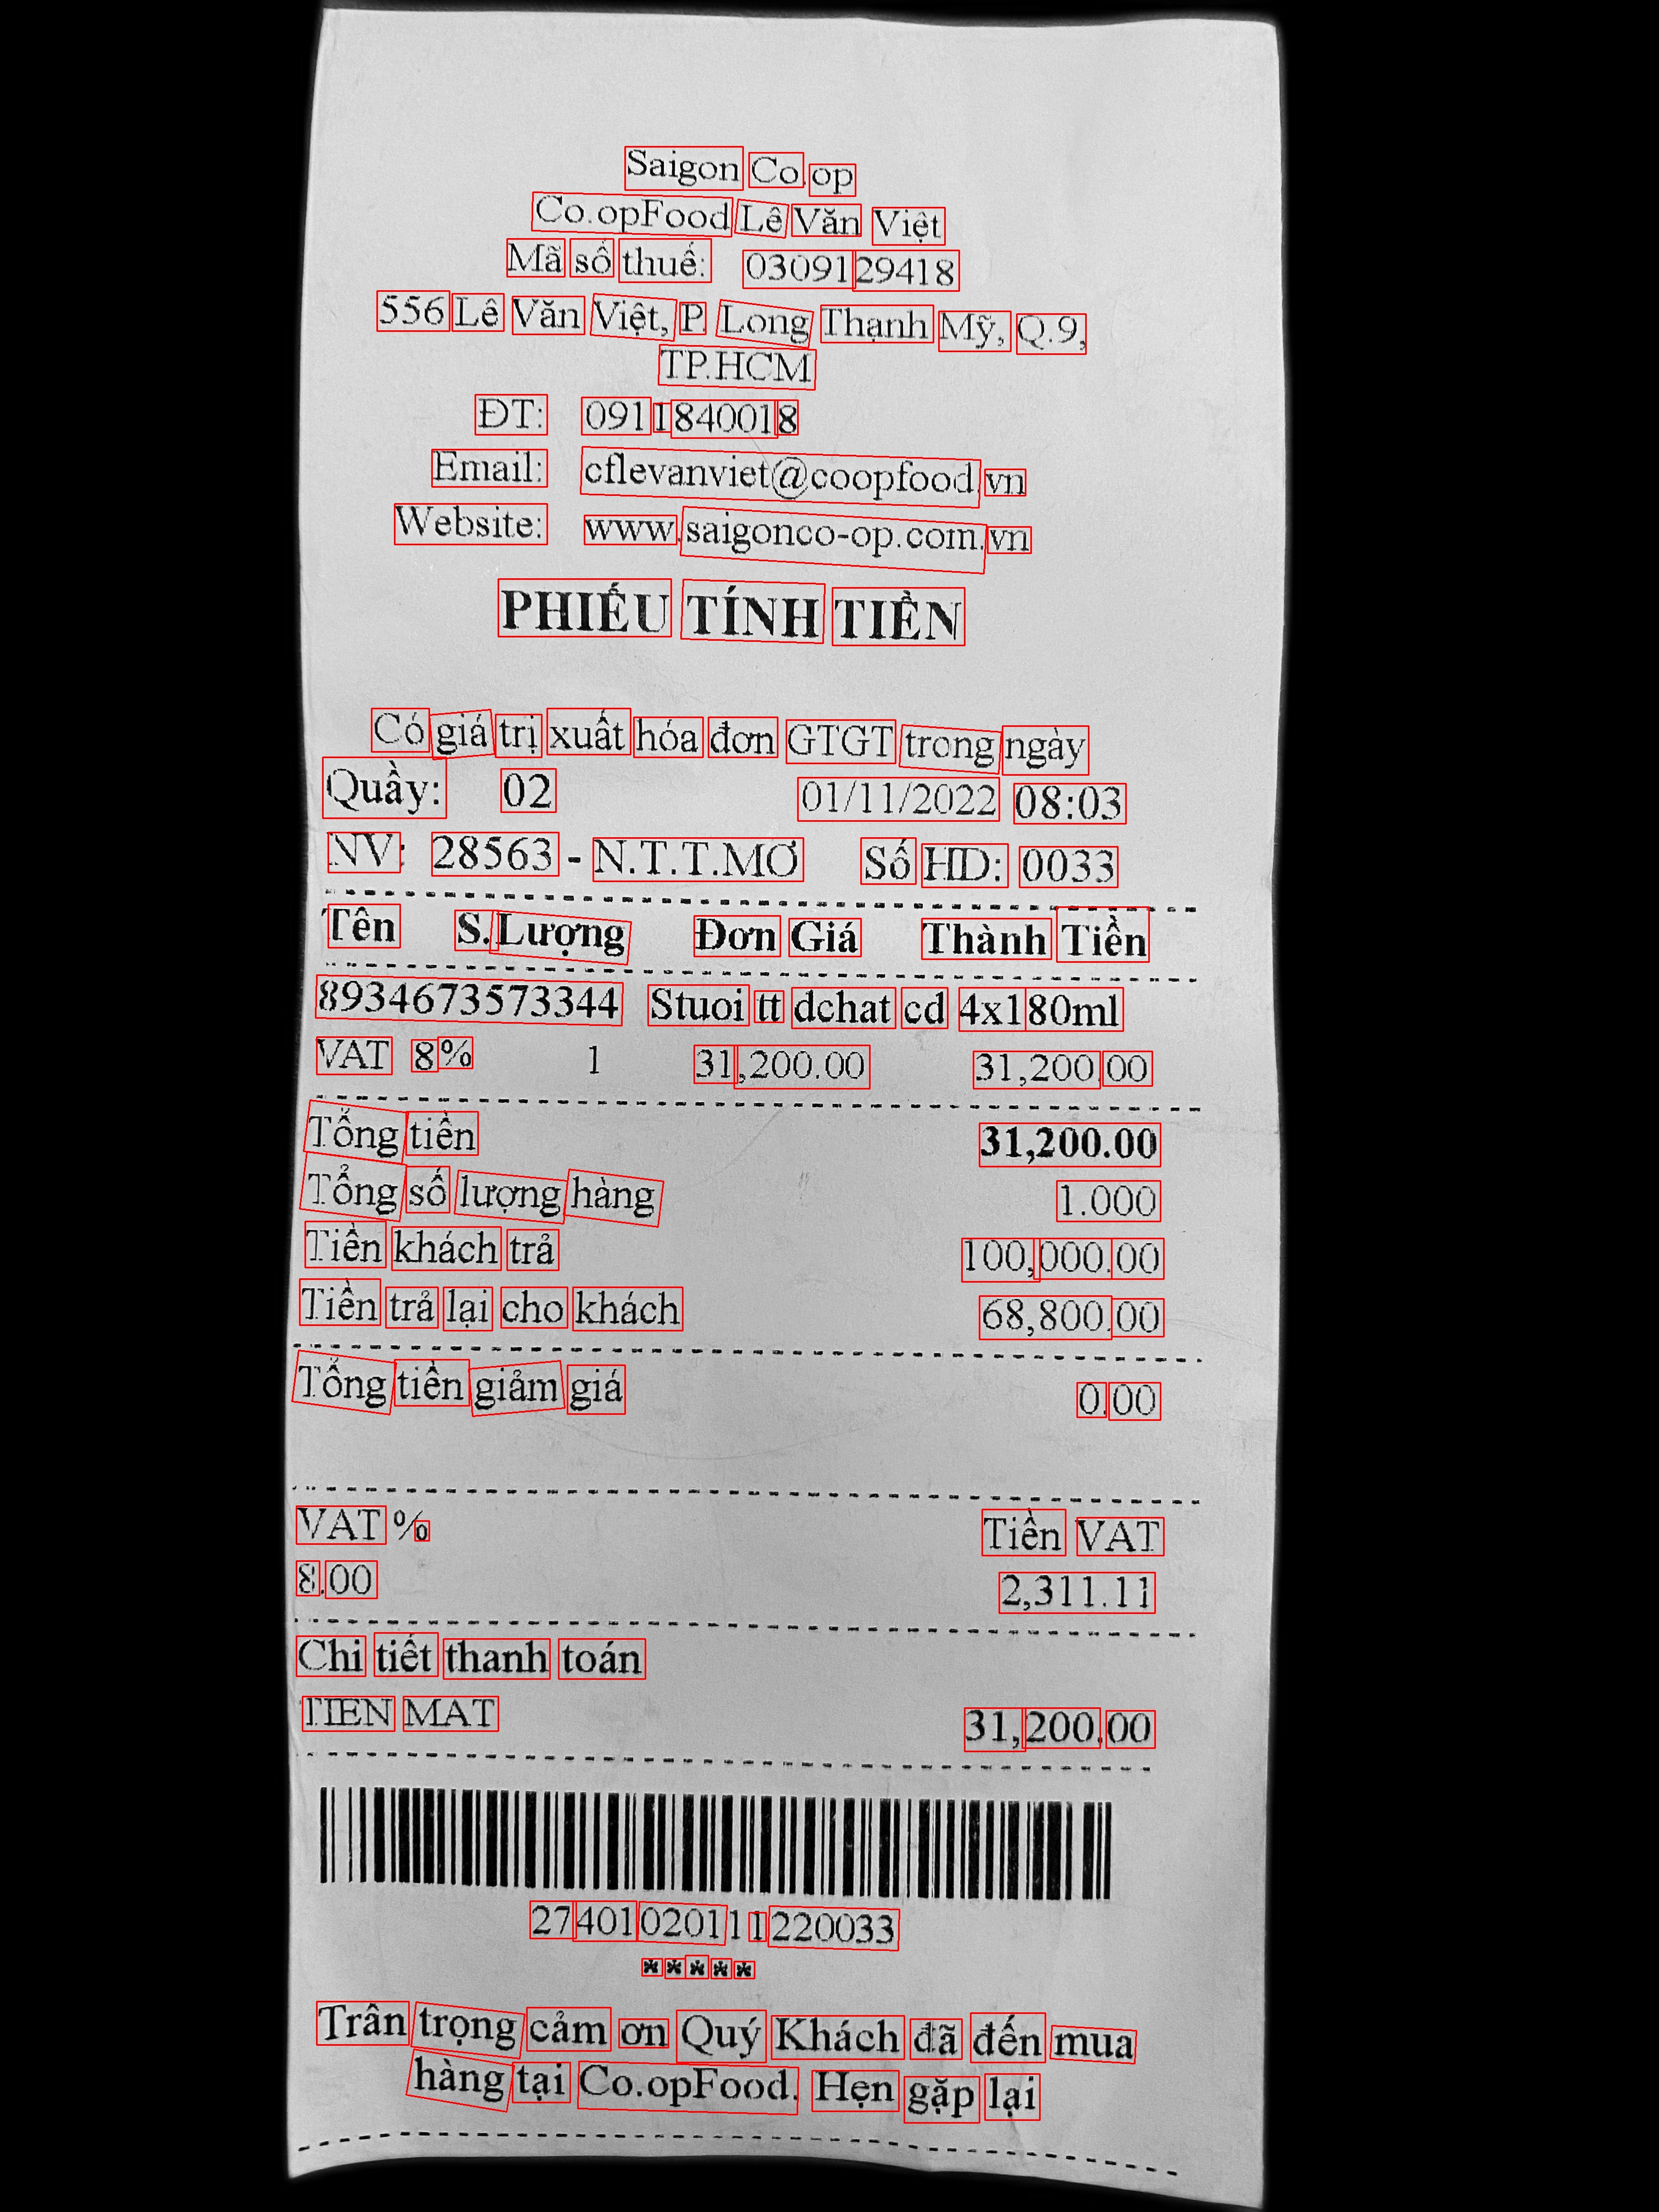 Saigon Co.op
Co.opFood Lê Văn Việt
Mã số thuế: 0309129418
556 Lê Văn Việt, P. Long Thạnh Mỹ, Q.9,
TP.HCM
ĐT: 0911840018
Email: cflevanviet@coopfood.vn
Website: www.saigonco-op.com.vn
PHIẾU TÍNH TIỀN
Có giá trị xuất hóa đơn GTGT trong ngày
Quầy: 02 01/11/2022 08:03
NV: 28563 - N.T.T.MƠ Số HD: 0033
Tên S.Lượng Đơn Giá Thành Tiền
8934673573344 Stuoi tt dchat cd 4x180ml
VAT 8% 1 31,200.00 31,200.00
Tổng tiền 31,200.00
Tổng số lượng hàng 1.000
Tiền khách trả 100,000.00
Tiền trả lại cho khách 68,800.00
Tổng tiền giảm giá 0.00
VAT % Tiền VAT
8.00 2,311.11
Chi tiết thanh toán
TIEN MAT 31,200.00
27401020111220033
*****
Trân trọng cảm ơn Quý Khách đã đến mua
hàng tại Co.opFood. Hẹn gặp lại